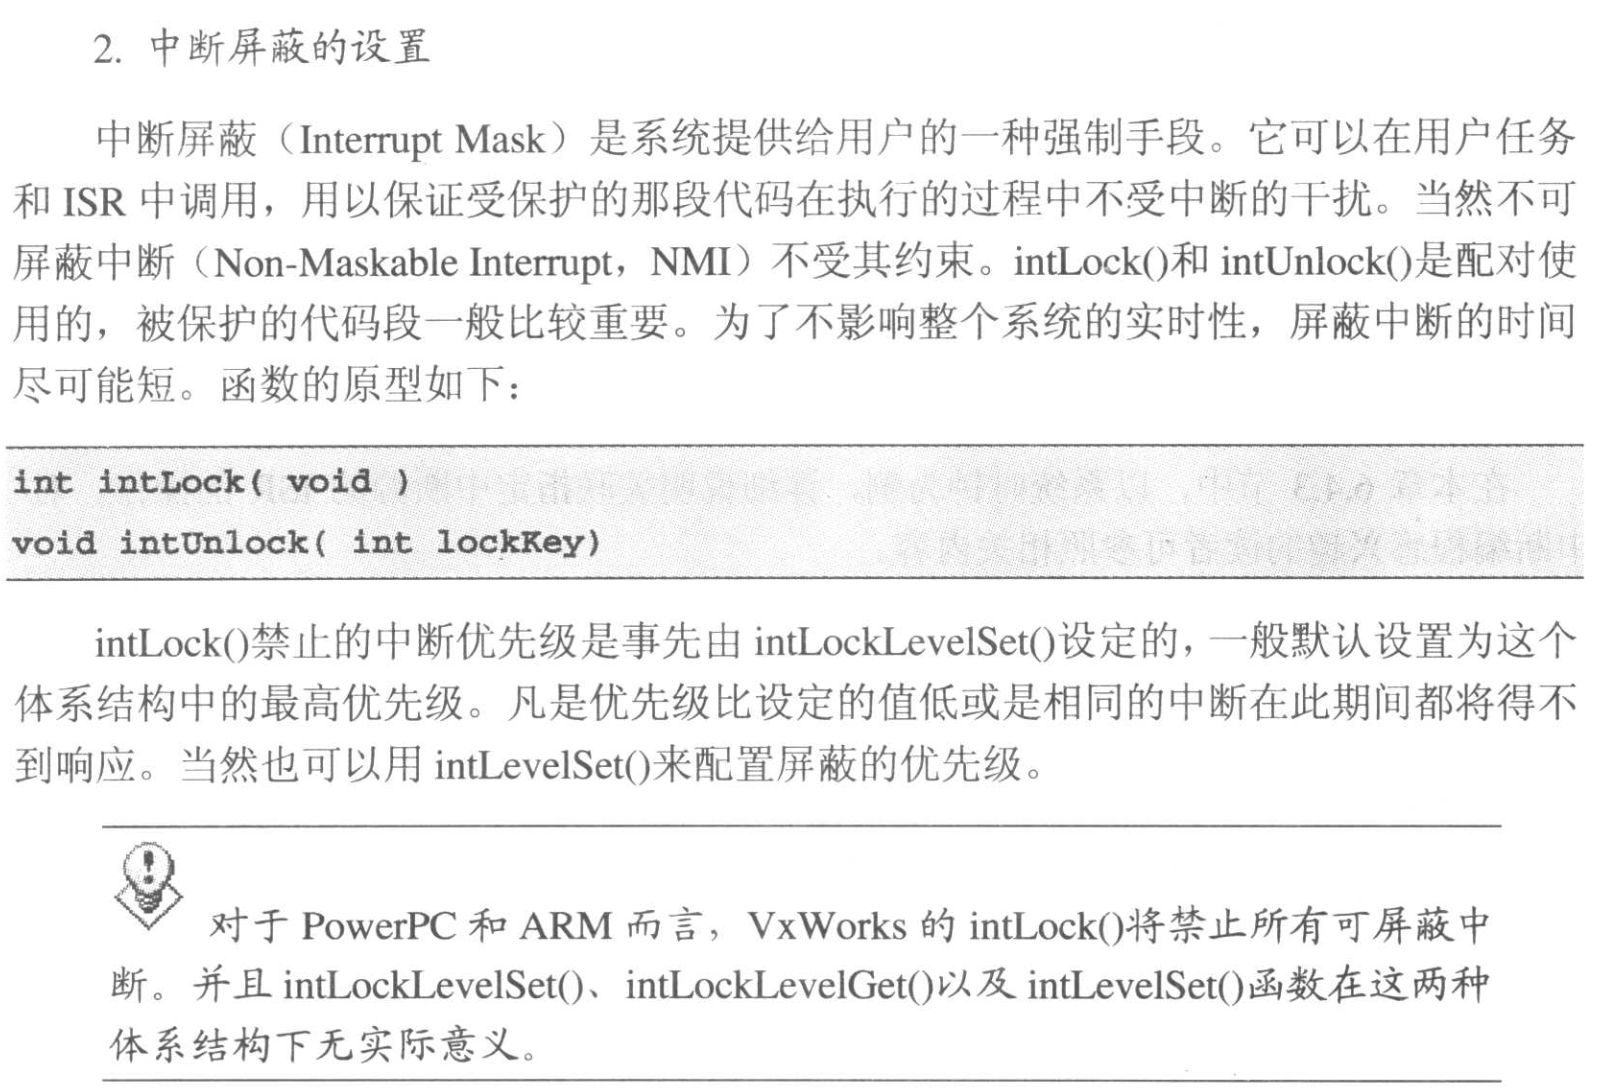 2. 中断屏蔽的设置
中断屏蔽（Interrupt Mask）是系统提供给用户的一种强制手段。它可以在用户任务
和 ISR 中调用，用以保证受保护的那段代码在执行的过程中不受中断的干扰。当然不可
屏蔽中断（Non-Maskable Interrupt，NMI）不受其约束。intLock()和 intUnlock()是配对使
用的，被保护的代码段一般比较重要。为了不影响整个系统的实时性，屏蔽中断的时间
尽可能短。函数的原型如下：
int intLock( void )
void intUnlock( int lockKey)
intLock()禁止的中断优先级是事先由 intLockLevelSet()设定的，一般默认设置为这个
体系结构中的最高优先级。凡是优先级比设定的值低或是相同的中断在此期间都将得不
到响应。当然也可以用 intLevelSet()来配置屏蔽的优先级。
对于 PowerPC 和 ARM 而言，VxWorks 的 intLock()将禁止所有可屏蔽中
断。并且 intLockLevelSet()、intLockLevelGet()以及 intLevelSet()函数在这两种
体系结构下无实际意义。